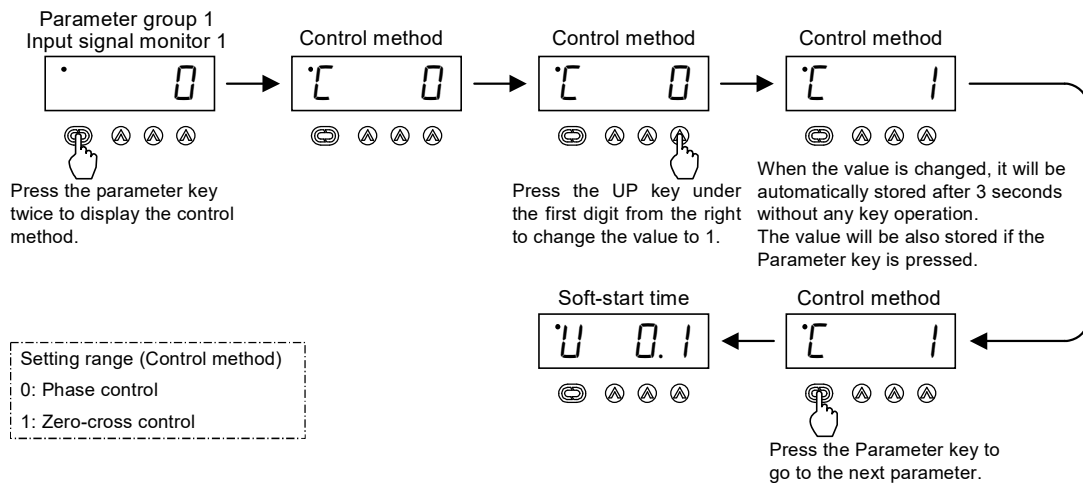 Parameter group 1
Input signal monitor 1
0
Press the parameter key
twice to display the control
method.
Control method
C 0
Control method
C 0
Press the UP key under
the first digit from the right
to change the value to 1.
Control method
C 1
When the value is changed, it will be
automatically stored after 3 seconds
without any key operation.
The value will be also stored if the
Parameter key is pressed.
Control method
C 1
Press the Parameter key to
go to the next parameter.
Soft-start time
U 0.1
Setting range (Control method)
0: Phase control
1: Zero-cross control